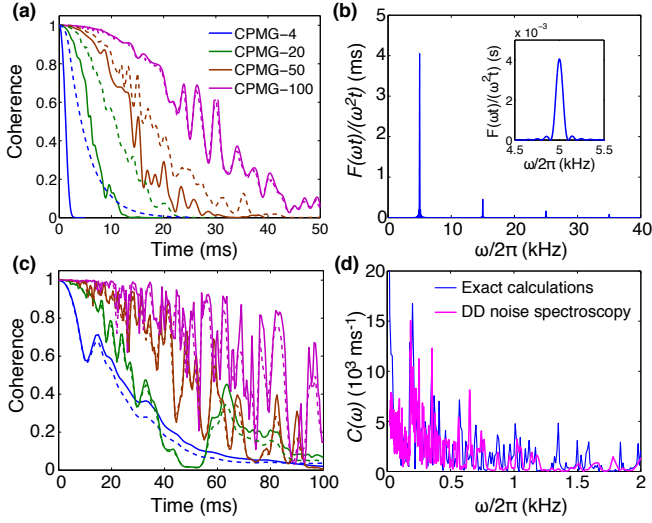 (a)
CPMG−4
CPMG−20
CPMG−50
CPMG−100
Coherence
1
0.8
0.6
0.4
0.2
0
0 10 20 30 40 50
Time (ms)
(b)
F(ωt)/(ω²t) (ms)
5
4
3
2
1
0
0 10 20 30 40
ω/2π (kHz)
x 10⁻³
F(ωt)/(ω²t) (s)
4
2
0
4.5 5 5.5
ω/2π (kHz)
(c)
Coherence
1
0.8
0.6
0.4
0.2
0
0 20 40 60 80 100
Time (ms)
(d)
Exact calculations
DD noise spectroscopy
C(ω) (10³ ms⁻¹)
20
15
10
5
0
0 0.5 1 1.5 2
ω/2π (kHz)